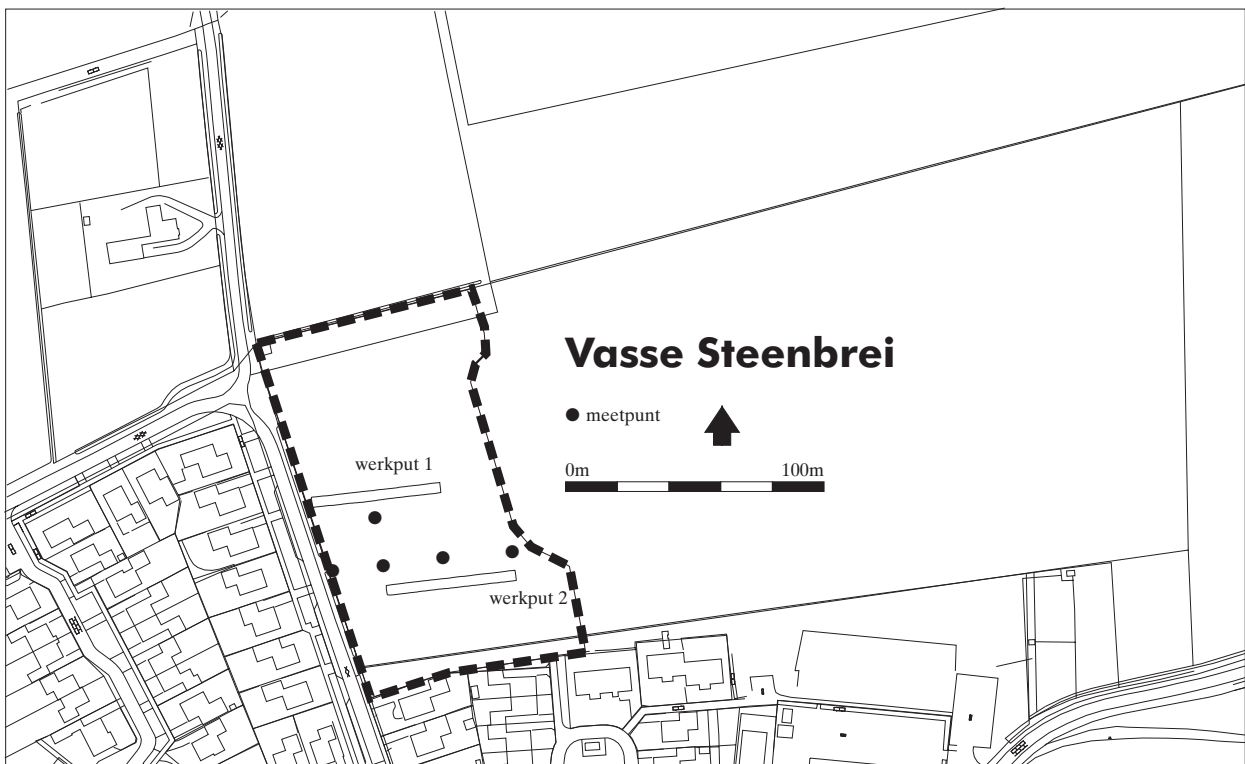 Vasse Steenbrei
meetpunt
0m 100m
werkput 1
werkput 2